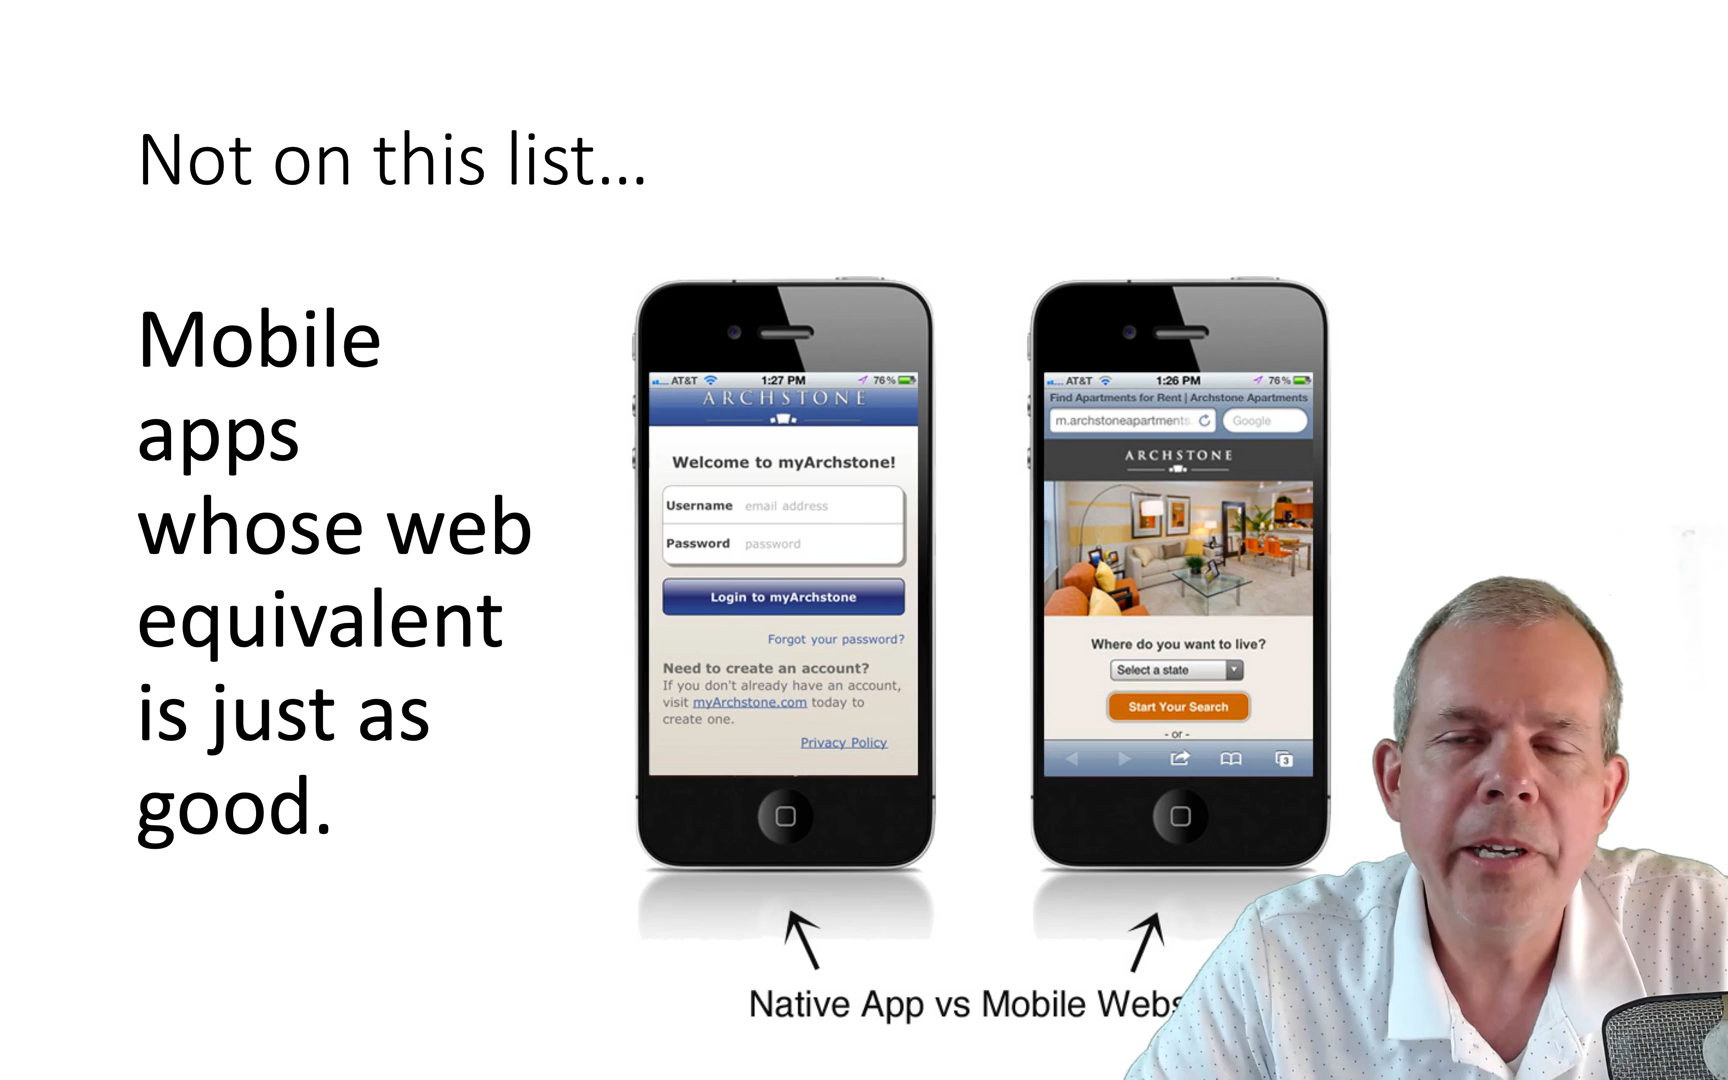 Not on this list...
Mobile
apps
whose web
equivalent
is just as
good.
AT&T 1:27 PM 76%
ARCHSTONE
Welcome to myArchstone!
Username email address
Password password
Login to myArchstone
Forgot your password?
Need to create an account?
If you don't already have an account,
visit myArchstone.com today to
create one.
Privacy Policy
AT&T 1:26 PM 76%
Find Apartments for Rent | Archstone Apartments
m.archstoneapartments. Google
ARCHSTONE
Where do you want to live?
Select a state
Start Your Search
- or -
3
Native App vs Mobile